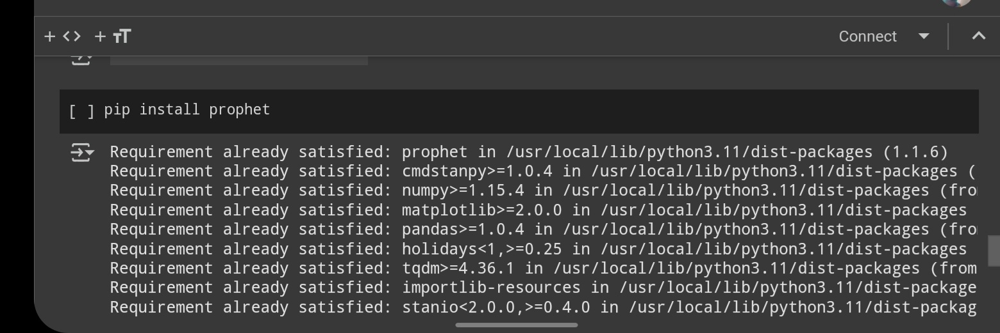 + <> + TT
Connect
[ ] pip install prophet
Requirement already satisfied: prophet in /usr/local/lib/python3.11/dist-packages (1.1.6)
Requirement already satisfied: cmdstanpy>=1.0.4 in /usr/local/lib/python3.11/dist-packages (
Requirement already satisfied: numpy>=1.15.4 in /usr/local/lib/python3.11/dist-packages (fro
Requirement already satisfied: matplotlib>=2.0.0 in /usr/local/lib/python3.11/dist-packages
Requirement already satisfied: pandas>=1.0.4 in /usr/local/lib/python3.11/dist-packages (fro
Requirement already satisfied: holidays<1,>=0.25 in /usr/local/lib/python3.11/dist-packages
Requirement already satisfied: tqdm>=4.36.1 in /usr/local/lib/python3.11/dist-packages (from
Requirement already satisfied: importlib-resources in /usr/local/lib/python3.11/dist-package
Requirement already satisfied: stanio<2.0.0,>=0.4.0 in /usr/local/lib/python3.11/dist-packag